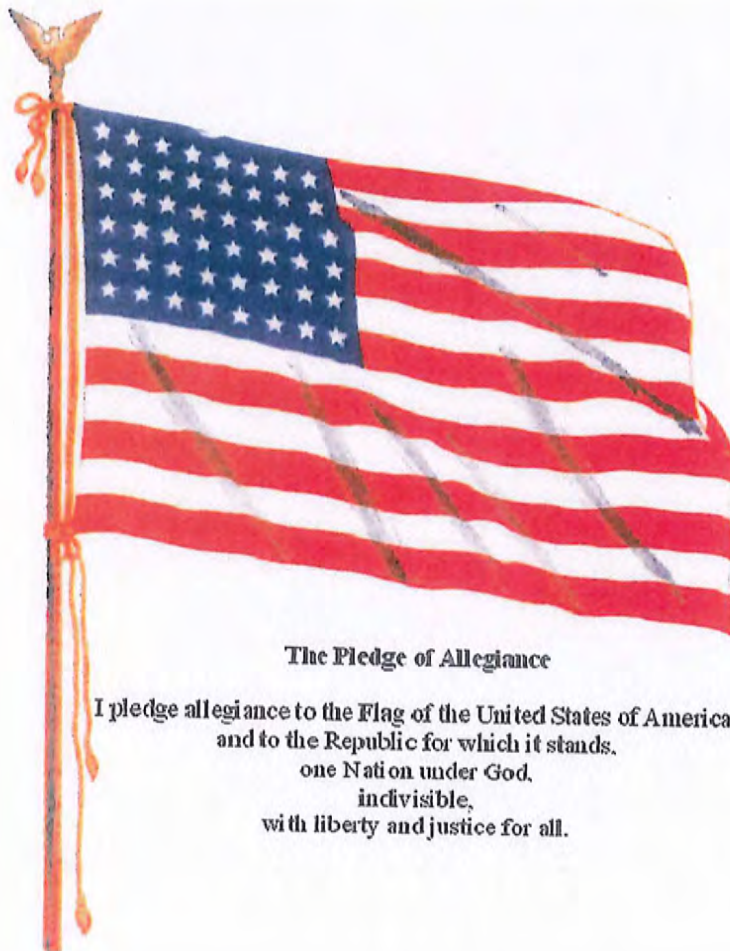 The Pledge of Allegiance
I pledge allegiance to the Flag of the United States of America
and to the Republic for which it stands.
one Nation under God,
indivisible,
with liberty and justice for all.